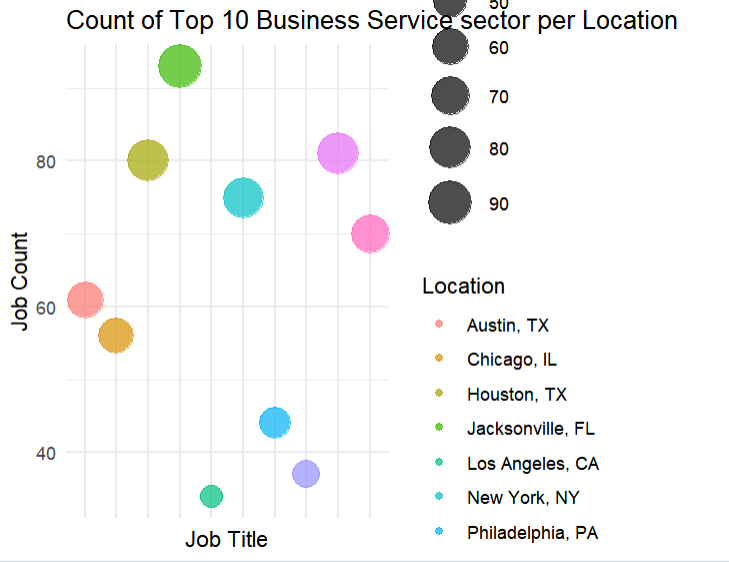 Count of Top 10 Business Service sector per Location
50
60
70
80
90
80
60
40
Job Count
Job Title
Location
Austin, TX
Chicago, IL
Houston, TX
Jacksonville, FL
Los Angeles, CA
New York, NY
Philadelphia, PA